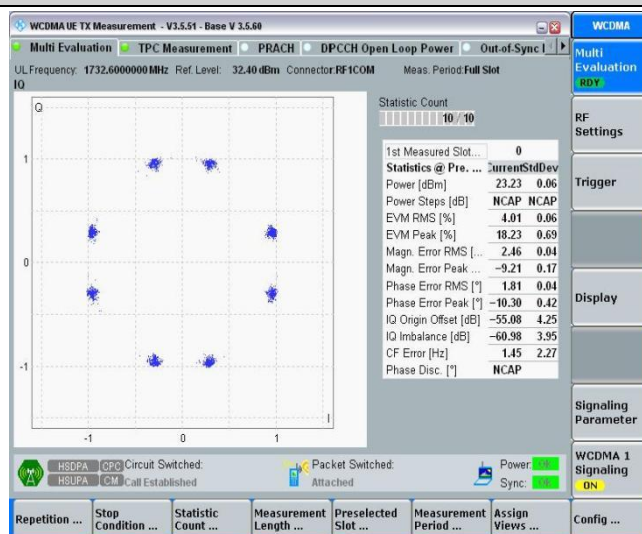 WCDMA UE TX Measurement - V3.5.51 - Base V 3.5.60
WCDMA
Multi Evaluation TPC Measurement PRACH DPCCH Open Loop Power Out-of-Sync
Multi Evaluation
RDY
UL Frequency: 1732.6000000 MHz Ref. Level: 32.40 dBm Connector: RF1COM Meas. Period: Full Slot
IQ
Q
1
0
-1
-1 0 1
I
Statistic Count
10 / 10
1st Measured Slot... 0
Statistics @ Pre. ... Current StdDev
Power [dBm] 23.23 0.06
Power Steps [dB] NCAP NCAP
EVM RMS [%] 4.01 0.06
EVM Peak [%] 18.23 0.69
Magn. Error RMS [... 2.46 0.04
Magn. Error Peak ... -9.21 0.17
Phase Error RMS [°] 1.81 0.04
Phase Error Peak [°] -10.30 0.42
IQ Origin Offset [dB] -55.08 4.25
IQ Imbalance [dB] -60.98 3.95
CF Error [Hz] 1.45 2.27
Phase Disc. [°] NCAP
RF Settings
Trigger
Display
Signaling Parameter
WCDMA 1 Signaling
ON
HSDPA CPC Circuit Switched: Packet Switched: Power: OK
HSUPA CM Call Established Attached Sync: OK
Repetition ...
Stop Condition ...
Statistic Count ...
Measurement Length ...
Preselected Slot ...
Measurement Period ...
Assign Views ...
Config ...